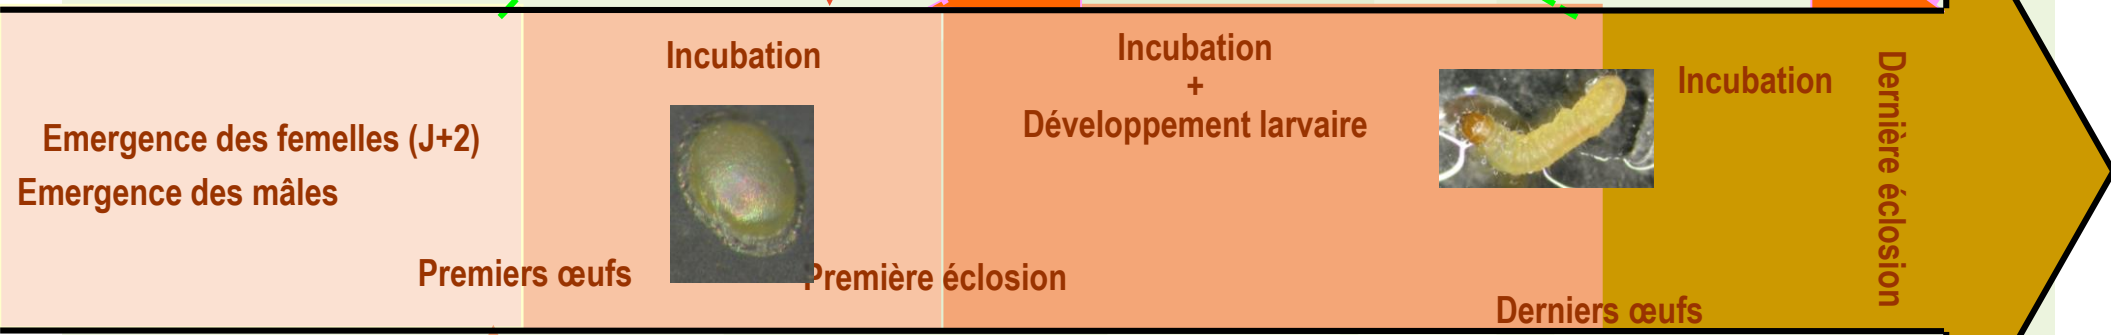 Emergence des femelles (J+2)
Emergence des mâles
Premiers œufs
Incubation
Première éclosion
Incubation
+
Développement larvaire
Derniers œufs
Incubation
Dernière éclosion